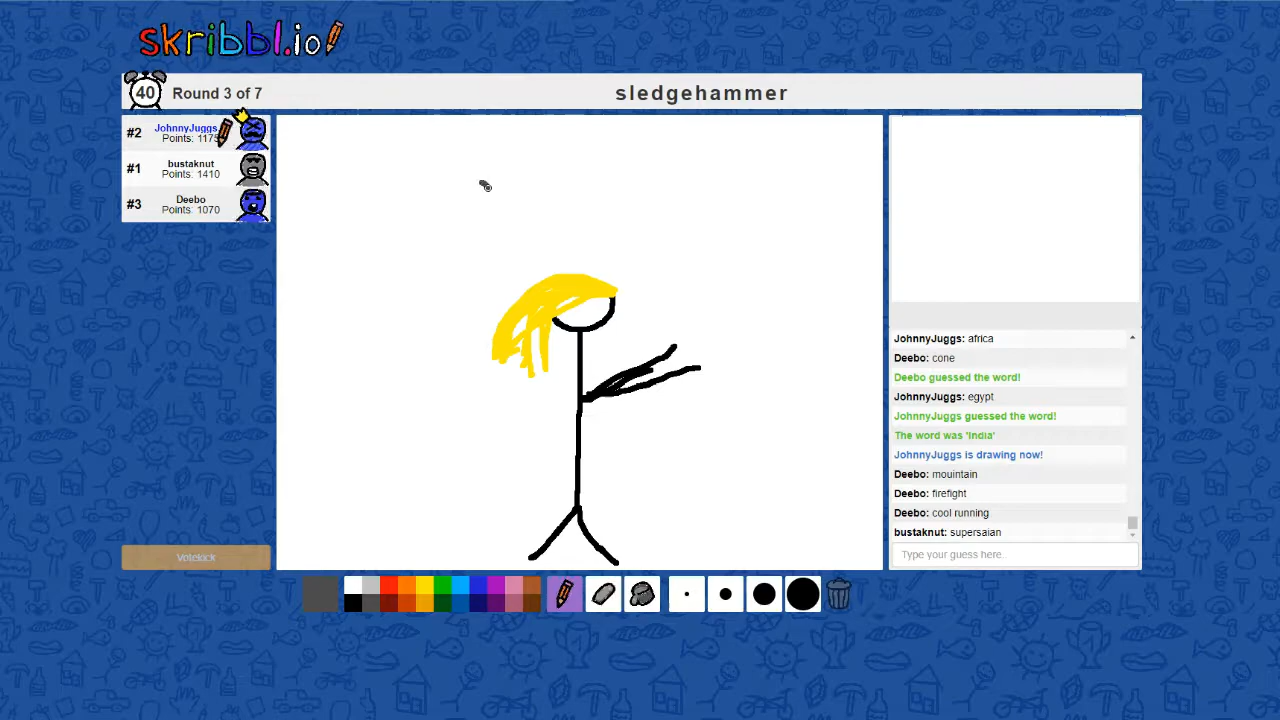 skribbl.io
40 Round 3 of 7 sledgehammer
#2 JohnnyJuggs
Points: 1175
#1 bustaknut
Points: 1410
#3 Deebo
Points: 1070
JohnnyJuggs: africa
Deebo: cone
Deebo guessed the word!
JohnnyJuggs: egypt
JohnnyJuggs guessed the word!
The word was 'India'
JohnnyJuggs is drawing now!
Deebo: mouintain
Deebo: firefight
Deebo: cool running
bustaknut: supersaian
Type your guess here...
Votekick